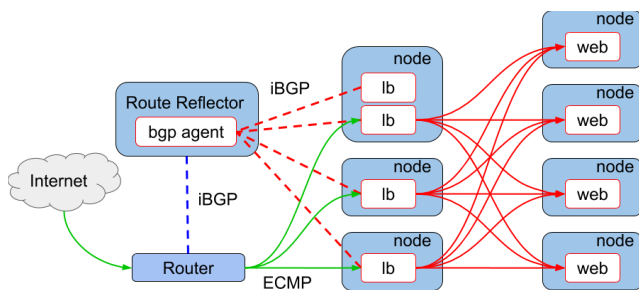 node
web
node
iBGP
lb
Route Reflector
lb
bgp agent
node
web
node
lb
Internet
iBGP
node
web
node
lb
Router
ECMP
node
web